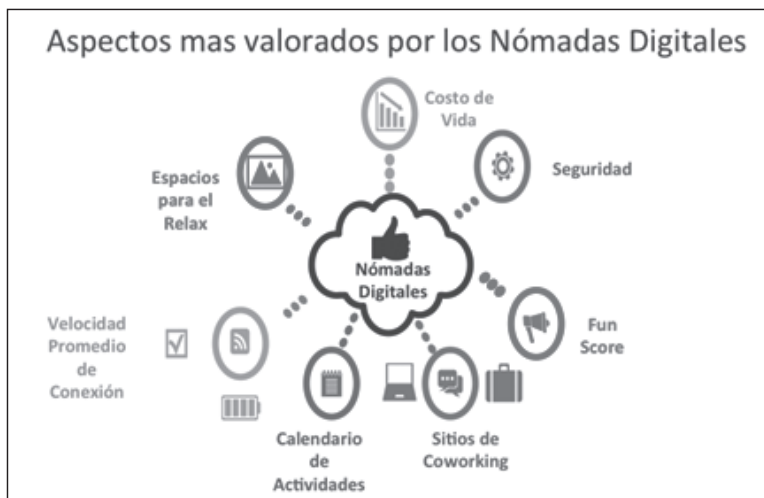 Aspectos mas valorados por los Nómadas Digitales
Costo de
Vida
Seguridad
Espacios
para el
Relax
Nómadas
Digitales
Fun
Score
Velocidad
Promedio
de
Conexión
Calendario
de
Actividades
Sitios de
Coworking